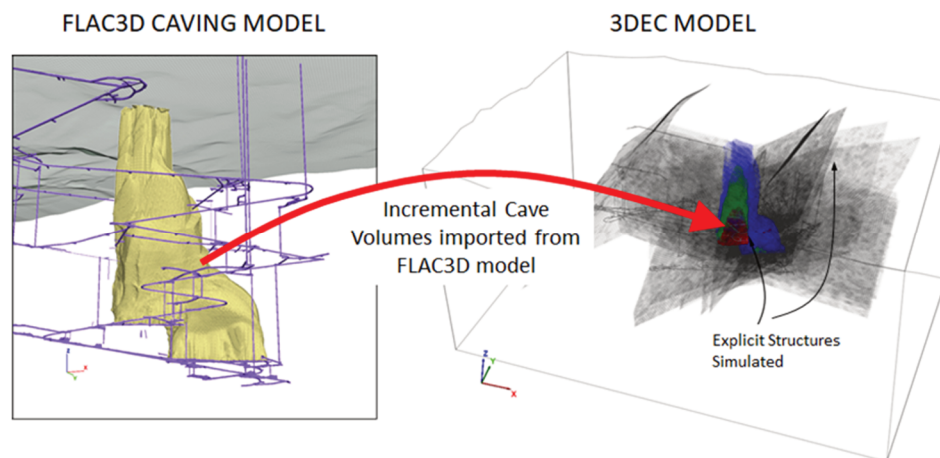 FLAC3D CAVING MODEL
3DEC MODEL
Incremental Cave
Volumes imported from
FLAC3D model
Explicit Structures
Simulated
Z
X
Y
Z
Y
X